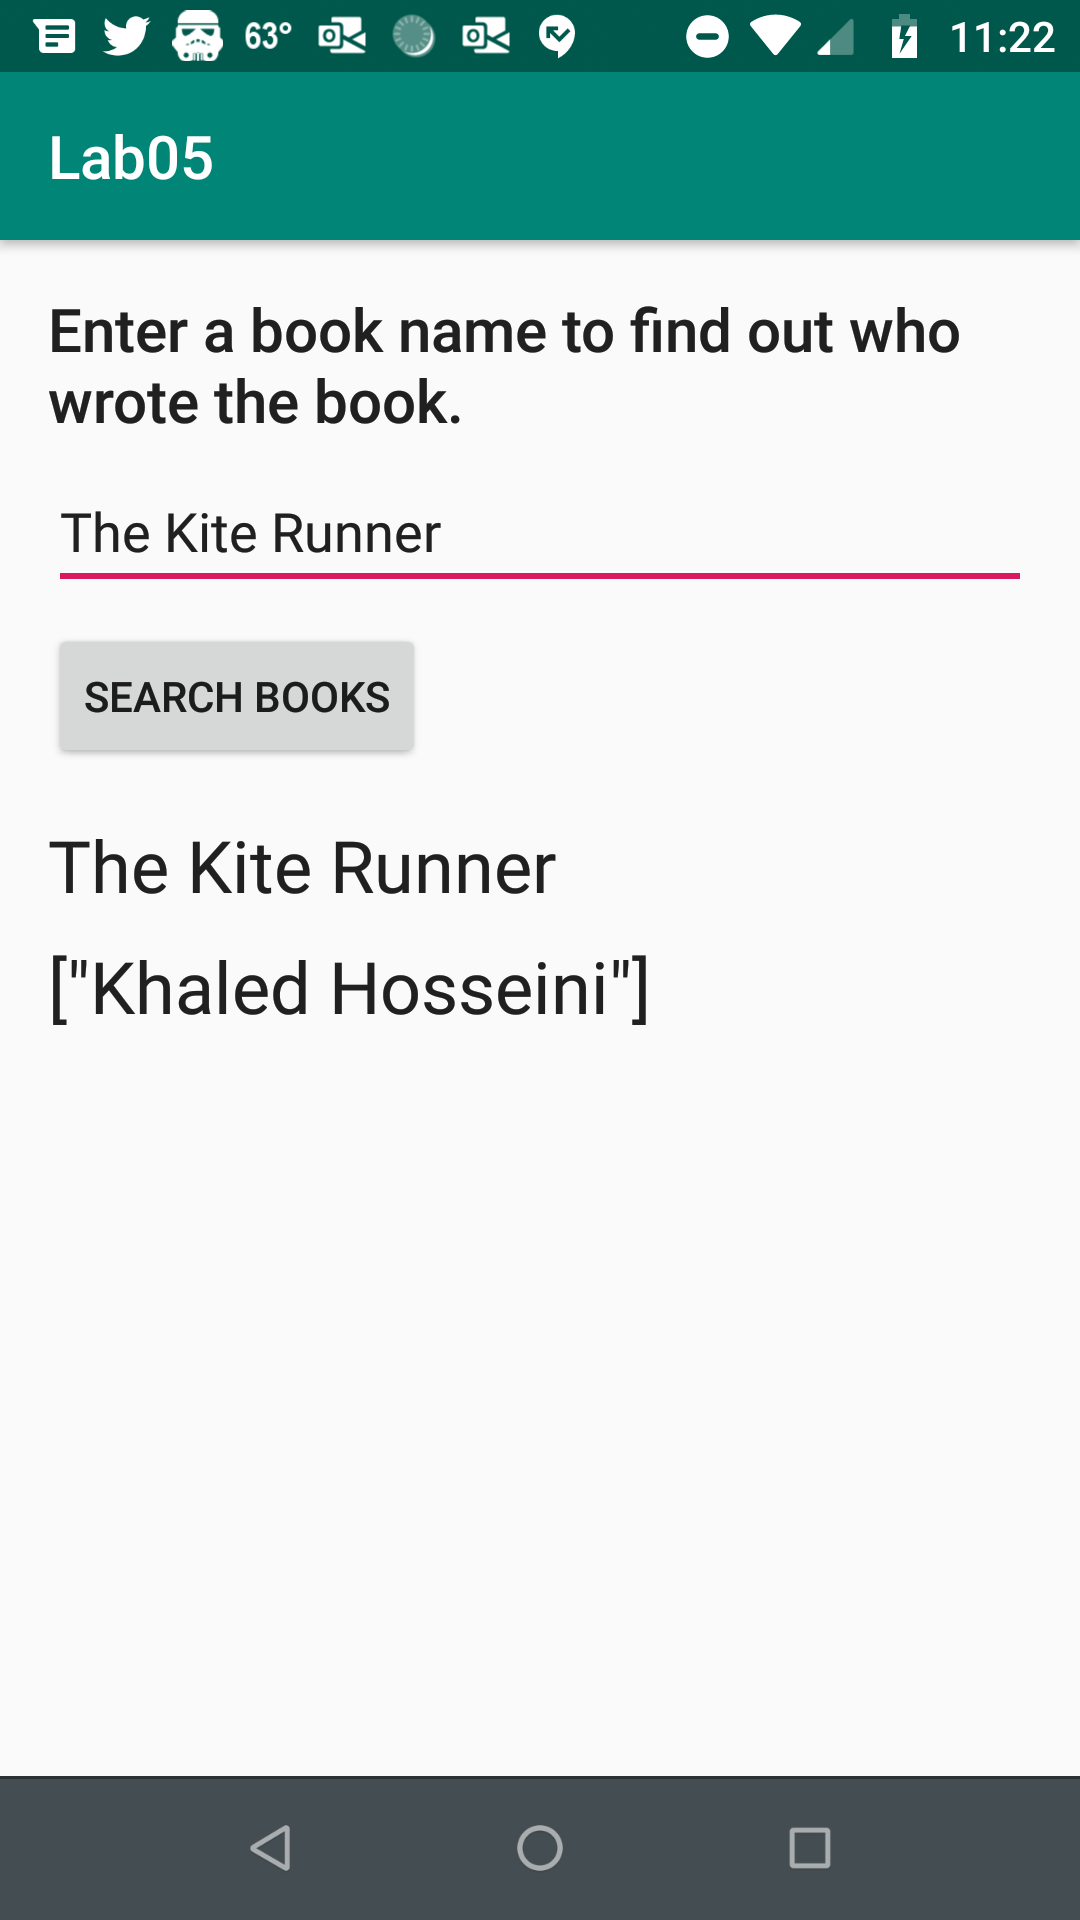 63° 11:22
Lab05
Enter a book name to find out who
wrote the book.
The Kite Runner
SEARCH BOOKS
The Kite Runner
["Khaled Hosseini"]